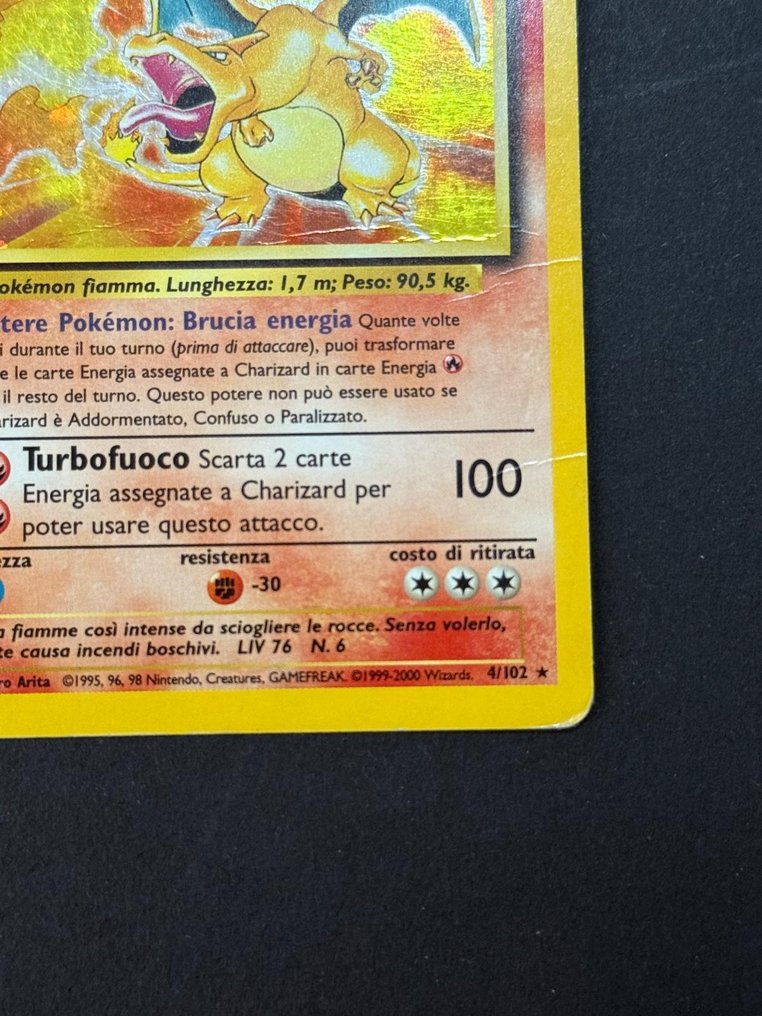 okémon fiamma. Lunghezza: 1,7 m; Peso: 90,5 kg.
tere Pokémon: Brucia energia Quante volte
i durante il tuo turno (prima di attaccare), puoi trasformare
e le carte Energia assegnate a Charizard in carte Energia
il resto del turno. Questo potere non può essere usato se
arizard è Addormentato, Confuso o Paralizzato.
Turbofuoco Scarta 2 carte
Energia assegnate a Charizard per
poter usare questo attacco.
100
zza resistenza costo di ritirata
-30
a fiamme così intense da sciogliere le rocce. Senza volerlo,
te causa incendi boschivi. LIV 76 N. 6
ro Arita ©1995, 96, 98 Nintendo, Creatures, GAMEFREAK. ©1999-2000 Wizards. 4/102 ★